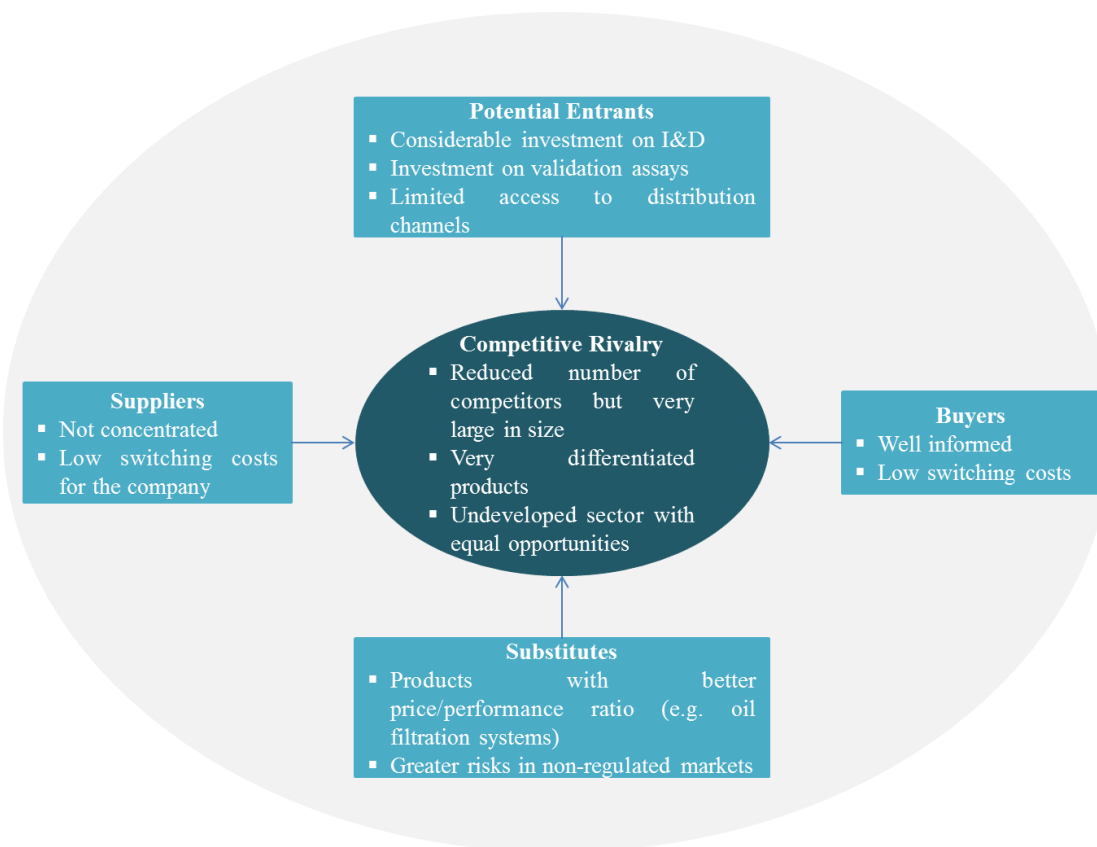 Potential Entrants
▪ Considerable investment on I&D
▪ Investment on validation assays
▪ Limited access to distribution
channels
Competitive Rivalry
▪ Reduced number of
competitors but very
large in size
▪ Very differentiated
products
▪ Undeveloped sector with
equal opportunities
Suppliers
▪ Not concentrated
▪ Low switching costs
for the company
Buyers
▪ Well informed
▪ Low switching costs
Substitutes
▪ Products with better
price/performance ratio (e.g. oil
filtration systems)
▪ Greater risks in non-regulated markets